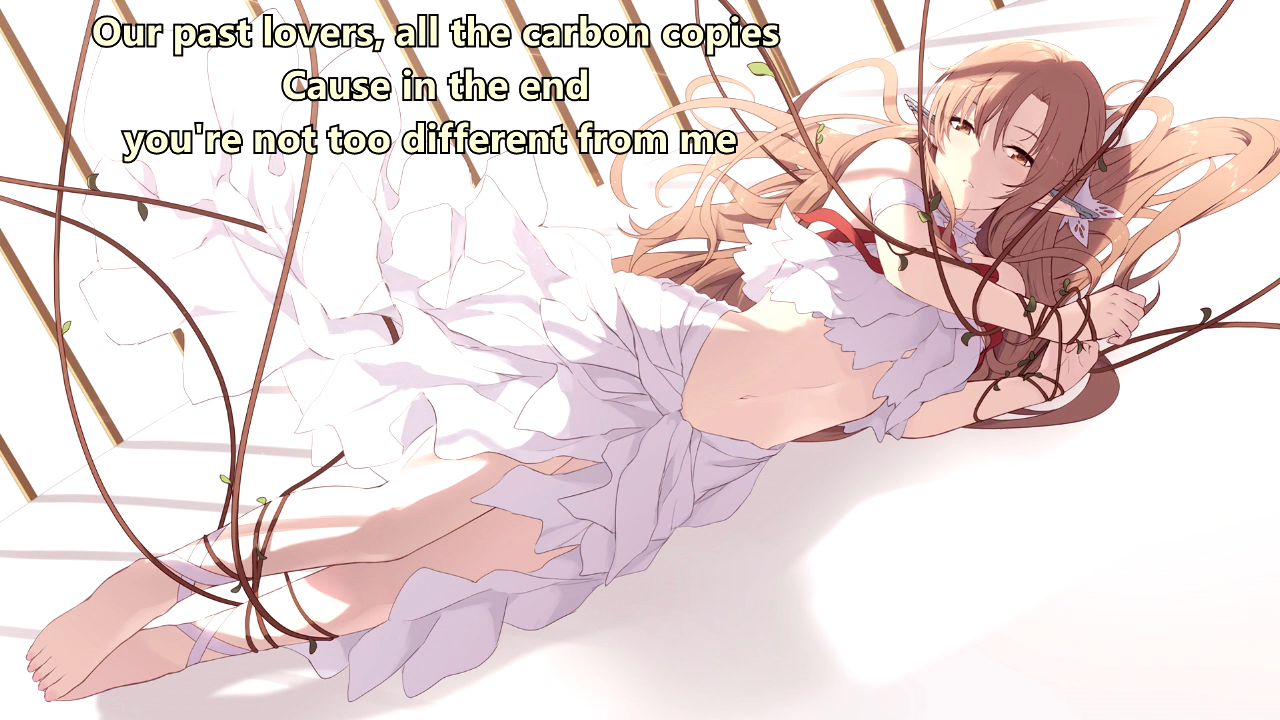 Our past lovers, all the carbon copies
Cause in the end
you're not too different from me